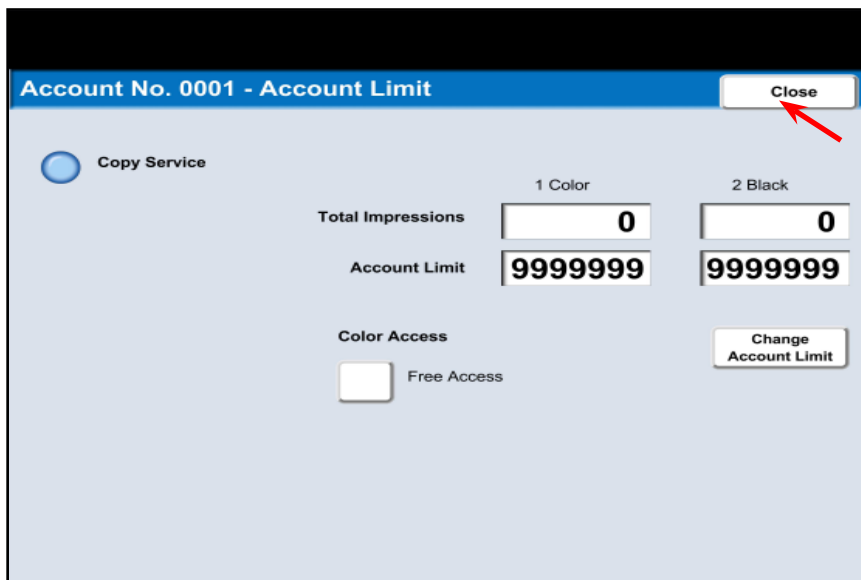 Account No. 0001 - Account Limit
Close
Copy Service
1 Color
2 Black
Total Impressions
0
0
Account Limit
9999999
9999999
Color Access
Change
Account Limit
Free Access